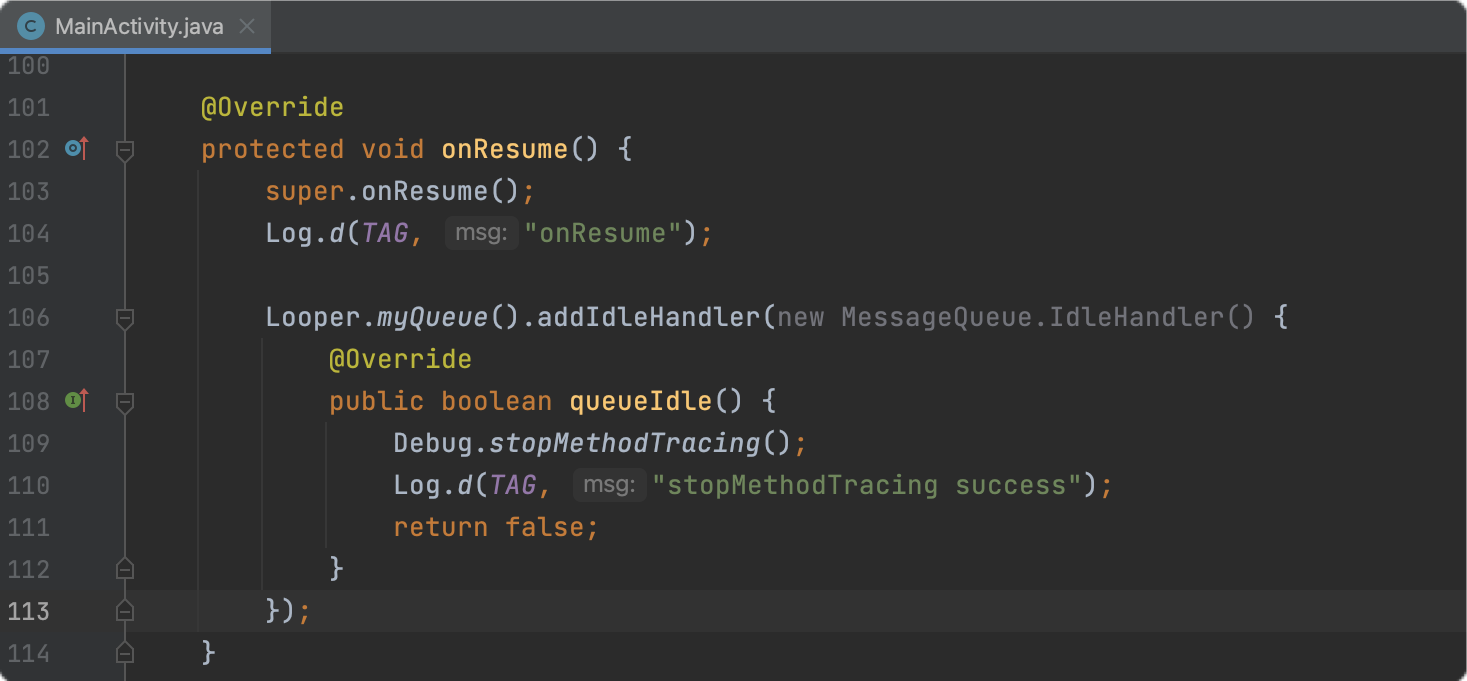 C MainActivity.java
100
101 @Override
102 protected void onResume() {
103 super.onResume();
104 Log.d(TAG, msg: "onResume");
105
106 Looper.myQueue().addIdleHandler(new MessageQueue.IdleHandler() {
107 @Override
108 public boolean queueIdle() {
109 Debug.stopMethodTracing();
110 Log.d(TAG, msg: "stopMethodTracing success");
111 return false;
112 }
113 });
114 }